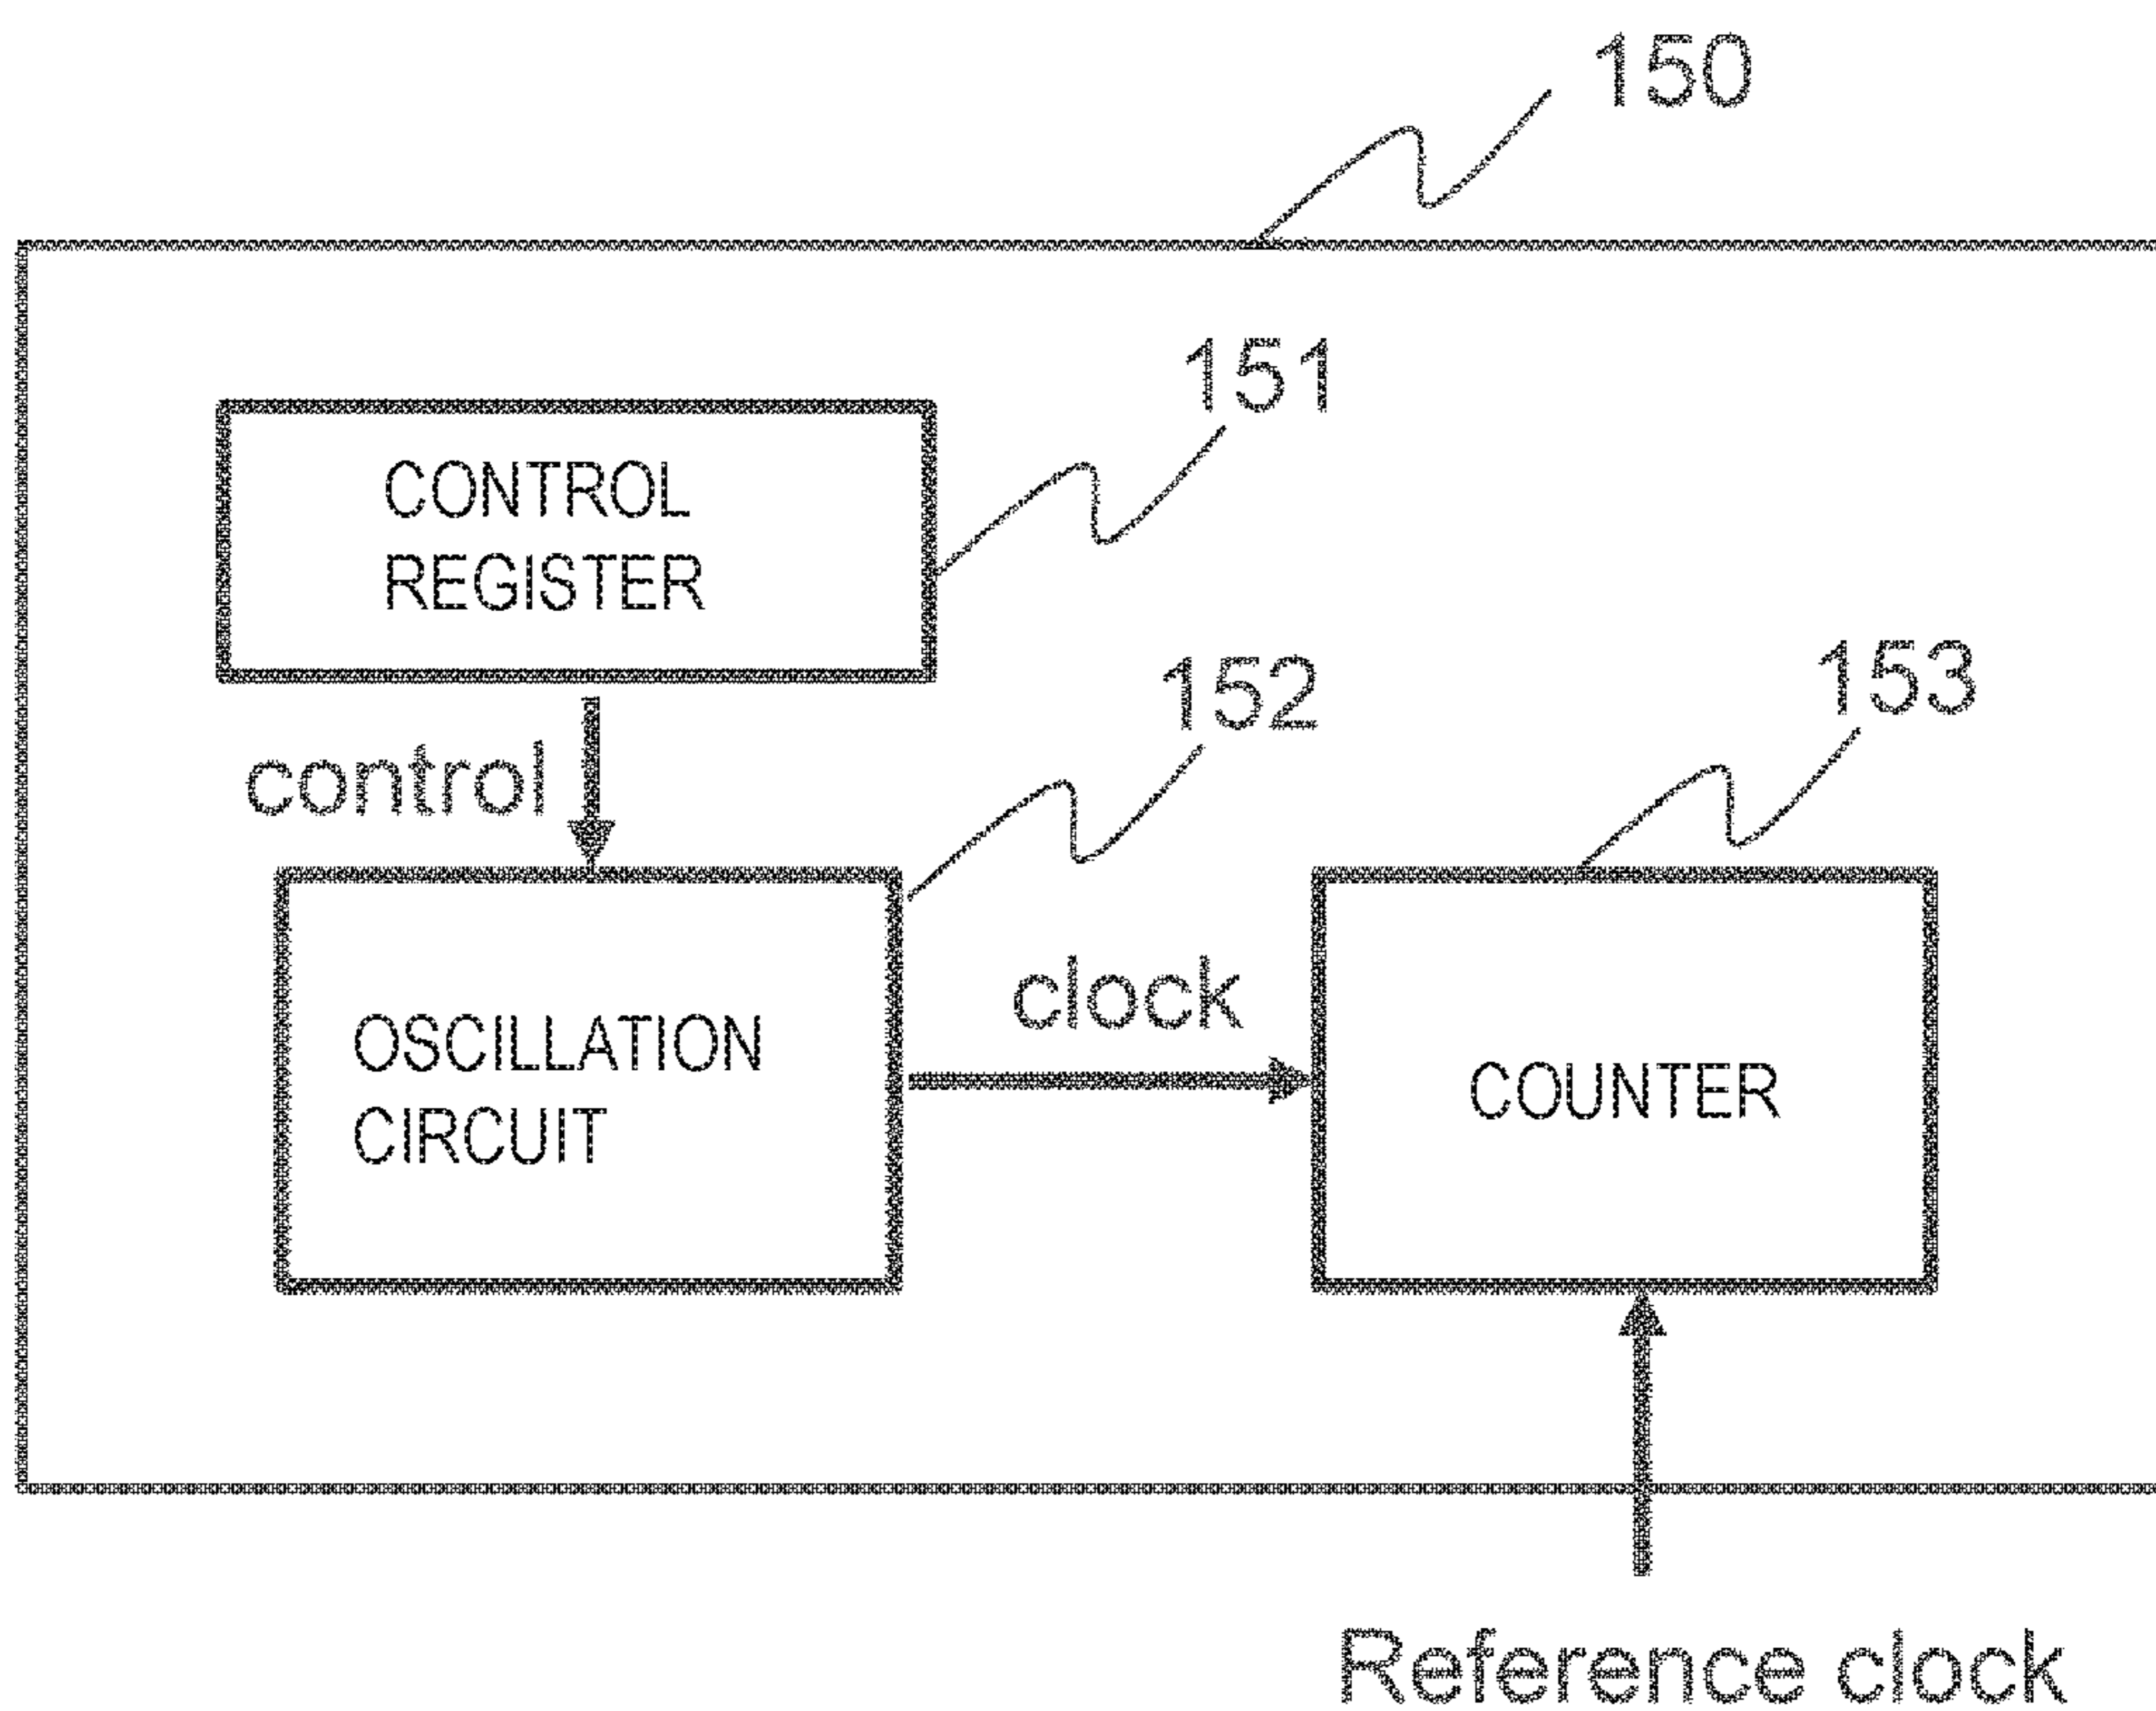 150
151
CONTROL
REGISTER
152
153
control
clock
OSCILLATION
CIRCUIT
COUNTER
Reference clock